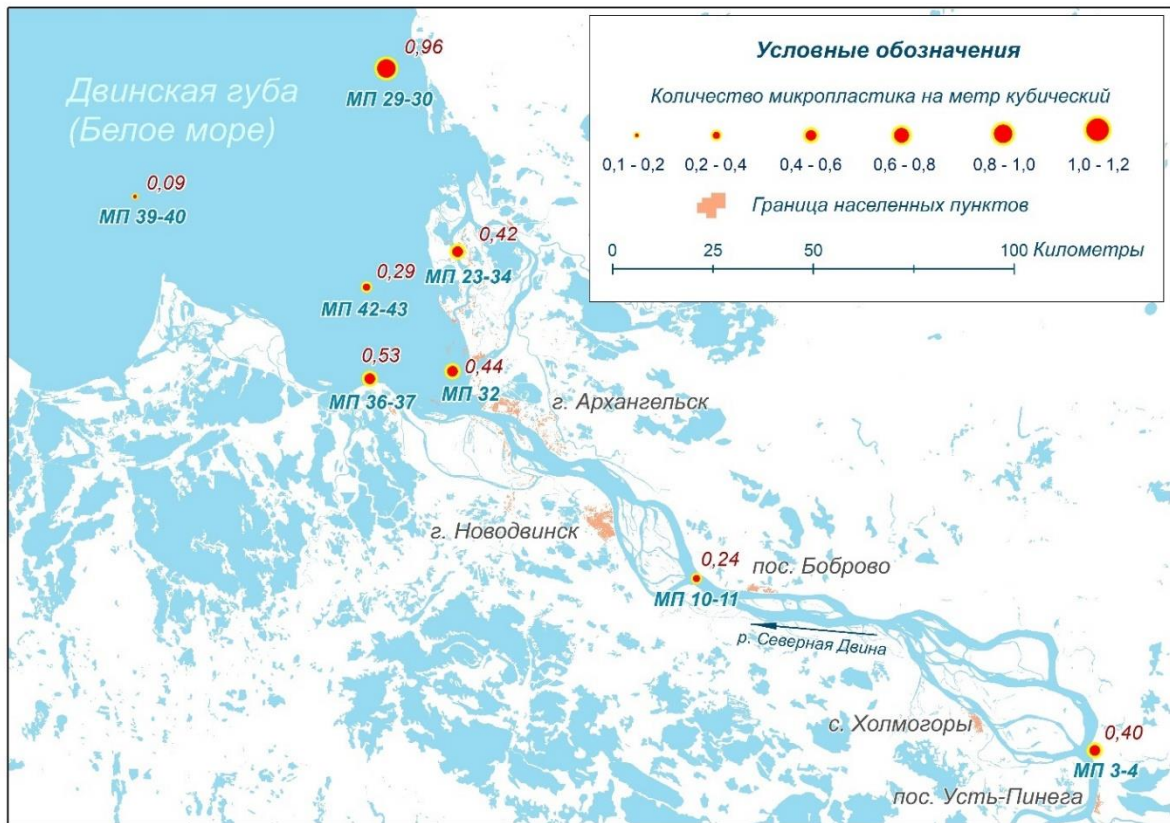 Условные обозначения
Количество микропластика на метр кубический
0,1 - 0,2
0,2 - 0,4
0,4 - 0,6
0,6 - 0,8
0,8 - 1,0
1,0 - 1,2
Граница населенных пунктов
0
25
50
100
Километры
Двинская губа
(Белое море)
0,96
МП 29-30
0,09
МП 39-40
0,42
МП 23-34
0,29
МП 42-43
0,53
МП 36-37
0,44
МП 32
г. Архангельск
г. Новодвинск
0,24
МП 10-11
пос. Боброво
р. Северная Двина
с. Холмогоры
0,40
МП 3-4
пос. Усть-Пинега